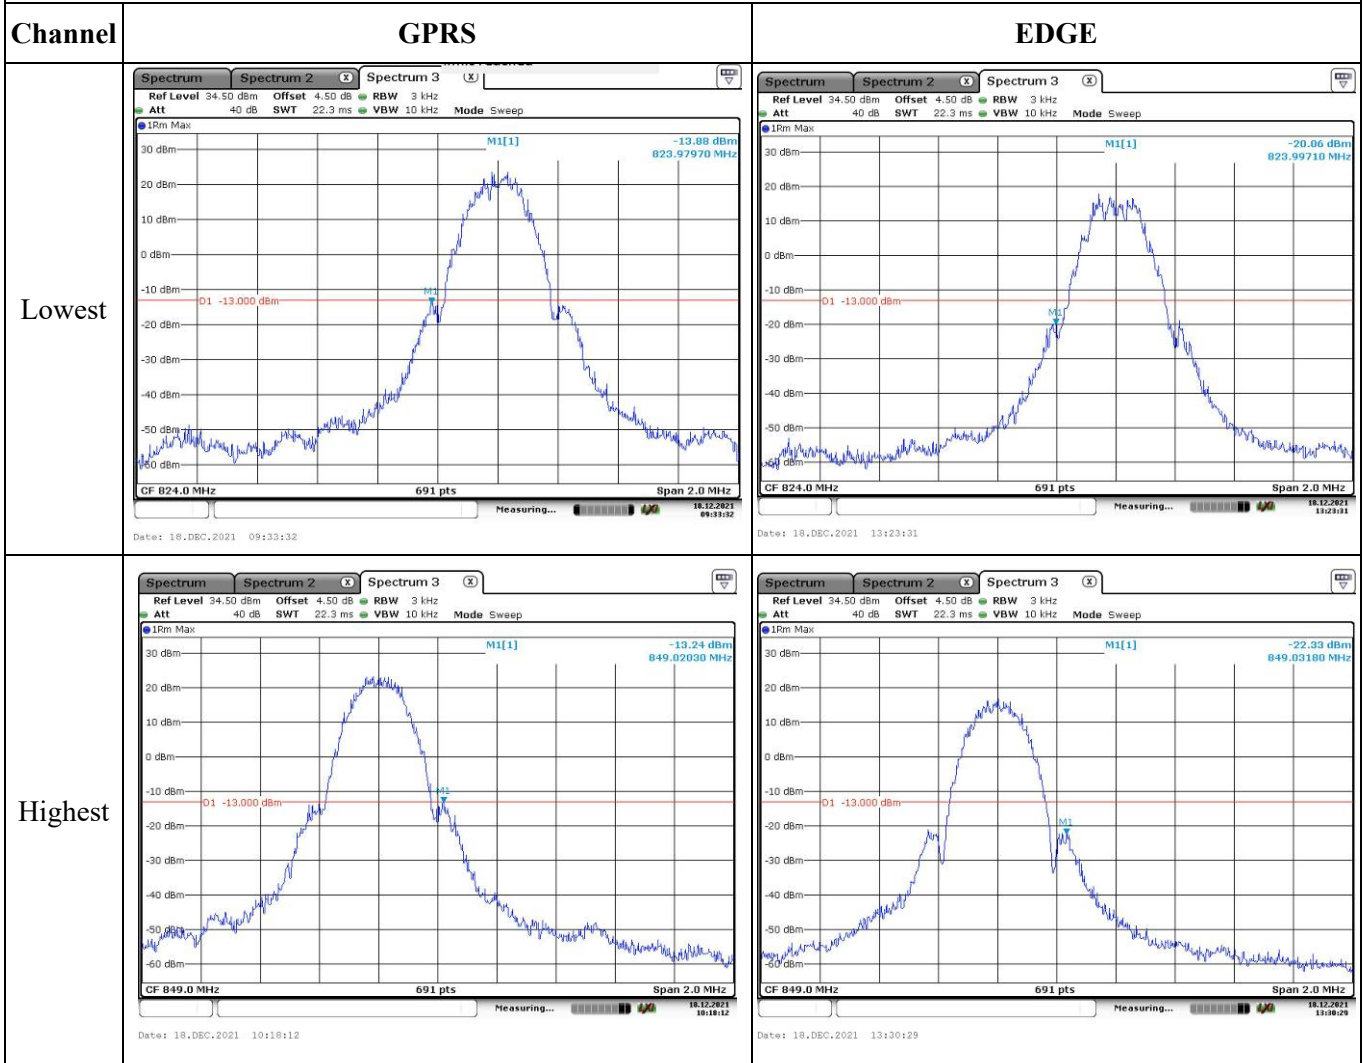 Channel GPRS EDGE
Lowest
Spectrum Spectrum 2 X Spectrum 3 X
Ref Level 34.50 dBm Offset 4.50 dB RBW 3 kHz
Att 40 dB SWT 22.3 ms VBW 10 kHz Mode Sweep
1Rm Max
M1[1] -13.88 dBm
823.97970 MHz
30 dBm
20 dBm
10 dBm
0 dBm
-10 dBm
M1
D1 -13.000 dBm
-20 dBm
-30 dBm
-40 dBm
-50 dBm
-60 dBm
CF 824.0 MHz 691 pts Span 2.0 MHz
Measuring... 18.12.2021
09:33:32
Date: 18.DEC.2021 09:33:32
Spectrum Spectrum 2 X Spectrum 3 X
Ref Level 34.50 dBm Offset 4.50 dB RBW 3 kHz
Att 40 dB SWT 22.3 ms VBW 10 kHz Mode Sweep
1Rm Max
M1[1] -20.06 dBm
823.99710 MHz
30 dBm
20 dBm
10 dBm
0 dBm
-10 dBm
D1 -13.000 dBm
M1
-20 dBm
-30 dBm
-40 dBm
-50 dBm
-60 dBm
CF 824.0 MHz 691 pts Span 2.0 MHz
Measuring... 18.12.2021
13:23:31
Date: 18.DEC.2021 13:23:31
Highest
Spectrum Spectrum 2 X Spectrum 3 X
Ref Level 34.50 dBm Offset 4.50 dB RBW 3 kHz
Att 40 dB SWT 22.3 ms VBW 10 kHz Mode Sweep
1Rm Max
M1[1] -13.24 dBm
849.02030 MHz
30 dBm
20 dBm
10 dBm
0 dBm
-10 dBm
M1
D1 -13.000 dBm
-20 dBm
-30 dBm
-40 dBm
-50 dBm
-60 dBm
CF 849.0 MHz 691 pts Span 2.0 MHz
Measuring... 18.12.2021
10:18:12
Date: 18.DEC.2021 10:18:12
Spectrum Spectrum 2 X Spectrum 3 X
Ref Level 34.50 dBm Offset 4.50 dB RBW 3 kHz
Att 40 dB SWT 22.3 ms VBW 10 kHz Mode Sweep
1Rm Max
M1[1] -22.33 dBm
849.03180 MHz
30 dBm
20 dBm
10 dBm
0 dBm
-10 dBm
D1 -13.000 dBm
M1
-20 dBm
-30 dBm
-40 dBm
-50 dBm
-60 dBm
CF 849.0 MHz 691 pts Span 2.0 MHz
Measuring... 18.12.2021
13:30:29
Date: 18.DEC.2021 13:30:29